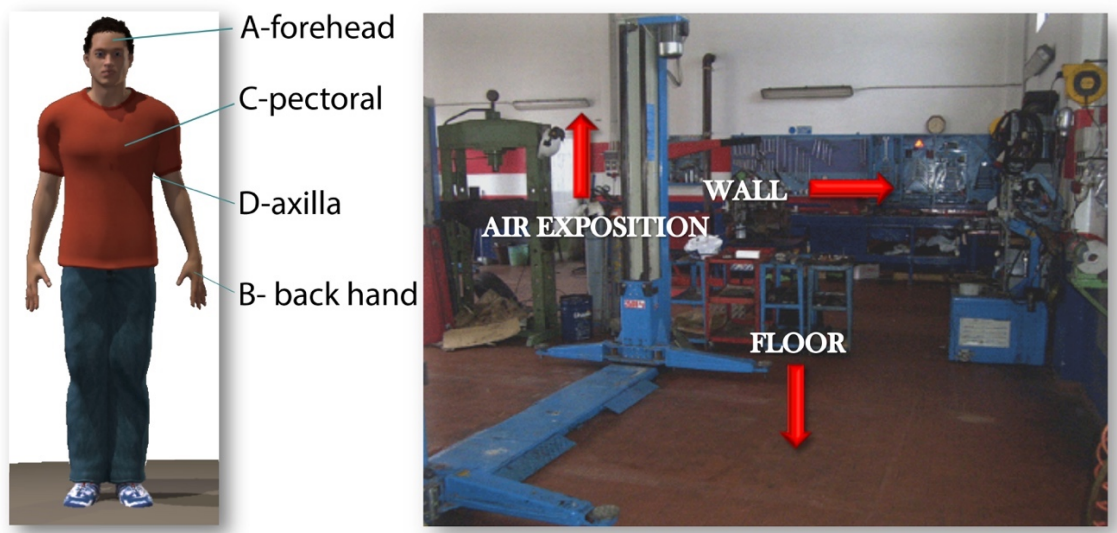 A-forehead
C-pectoral
D-axilla
B- back hand
AIR EXPOSITION
WALL
FLOOR